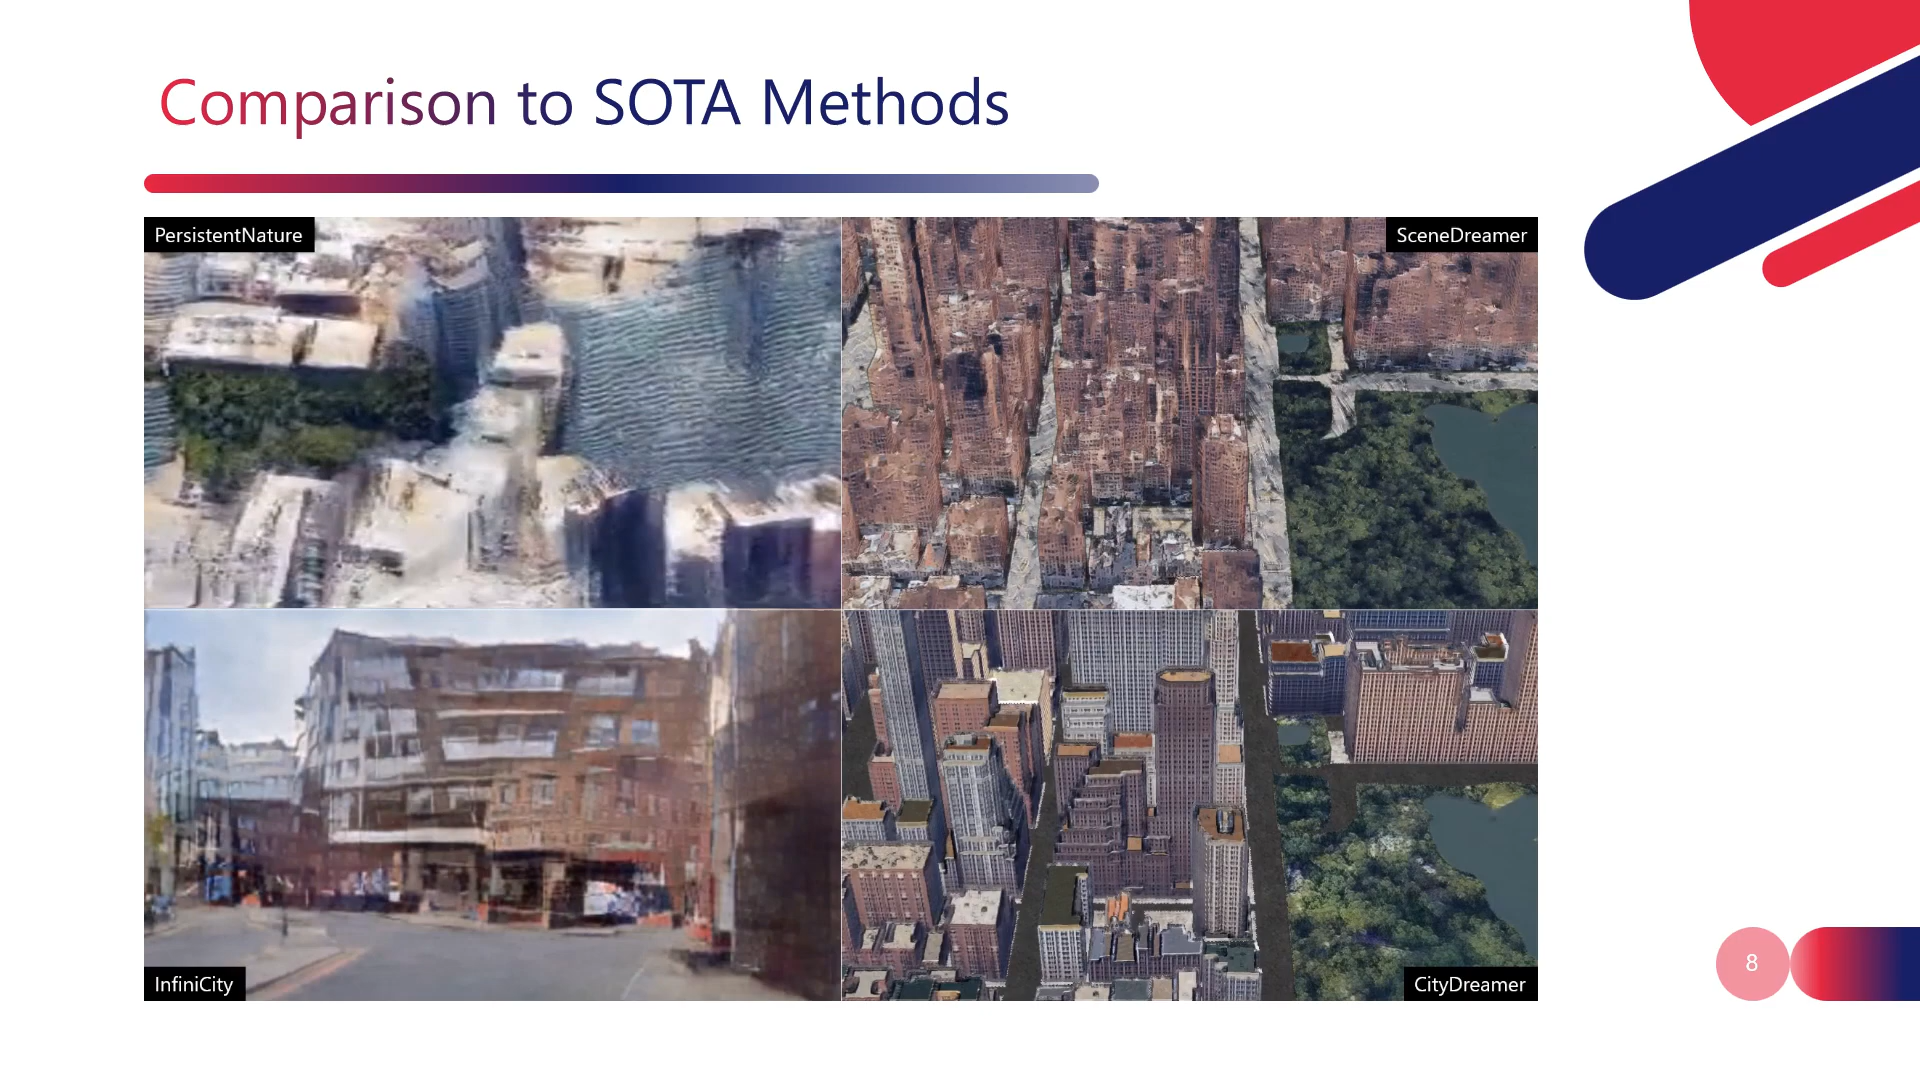 Comparison to SOTA Methods
PersistentNature
SceneDreamer
InfiniCity
CityDreamer
8